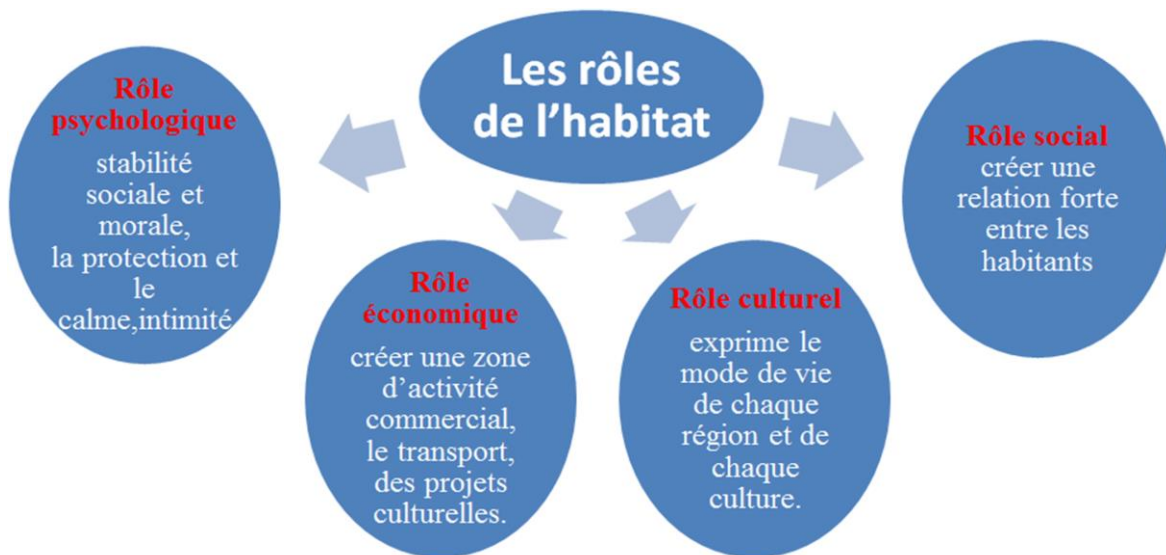 Les rôles
de l'habitat
Rôle
psychologique
stabilité
sociale et
morale,
la protection et
le
calme,intimité
Rôle
économique
créer une zone
d'activité
commercial,
le transport,
des projets
culturelles.
Rôle culturel
exprime le
mode de vie
de chaque
région et de
chaque
culture.
Rôle social
créer une
relation forte
entre les
habitants